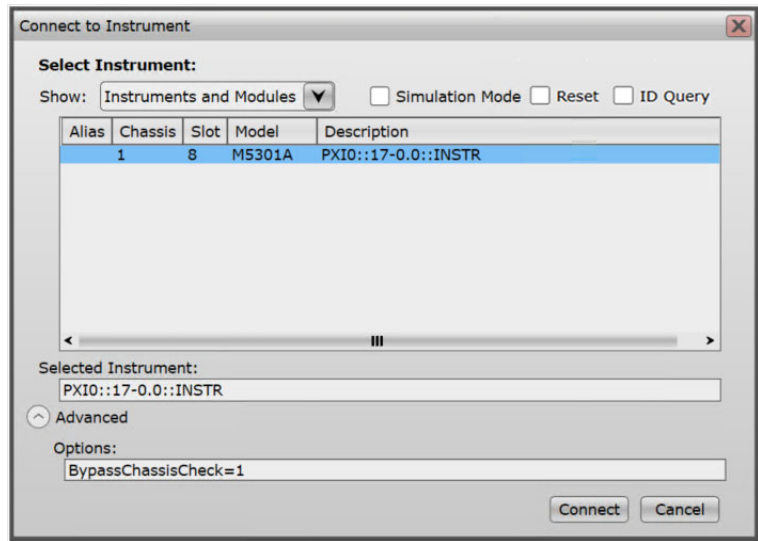 Connect to Instrument
Select Instrument:
Show: Instruments and Modules Simulation Mode Reset ID Query
Alias Chassis Slot Model Description
1 8 M5301A PXI0::17-0.0::INSTR
Selected Instrument:
PXI0::17-0.0::INSTR
Advanced
Options:
BypassChassisCheck=1
Connect Cancel